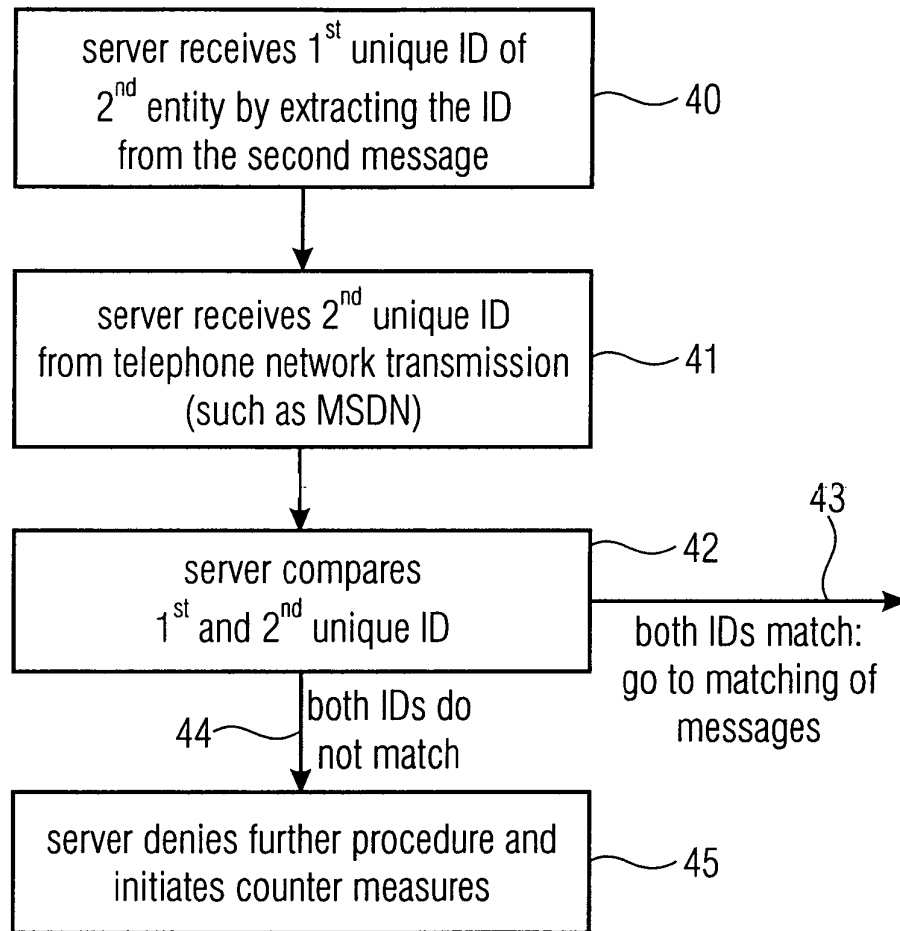 server receives 1st unique ID of
2nd entity by extracting the ID
from the second message
40
server receives 2nd unique ID
from telephone network transmission
(such as MSDN)
41
server compares
1st and 2nd unique ID
42
43
both IDs match:
go to matching of
messages
44
both IDs do
not match
server denies further procedure and
initiates counter measures
45